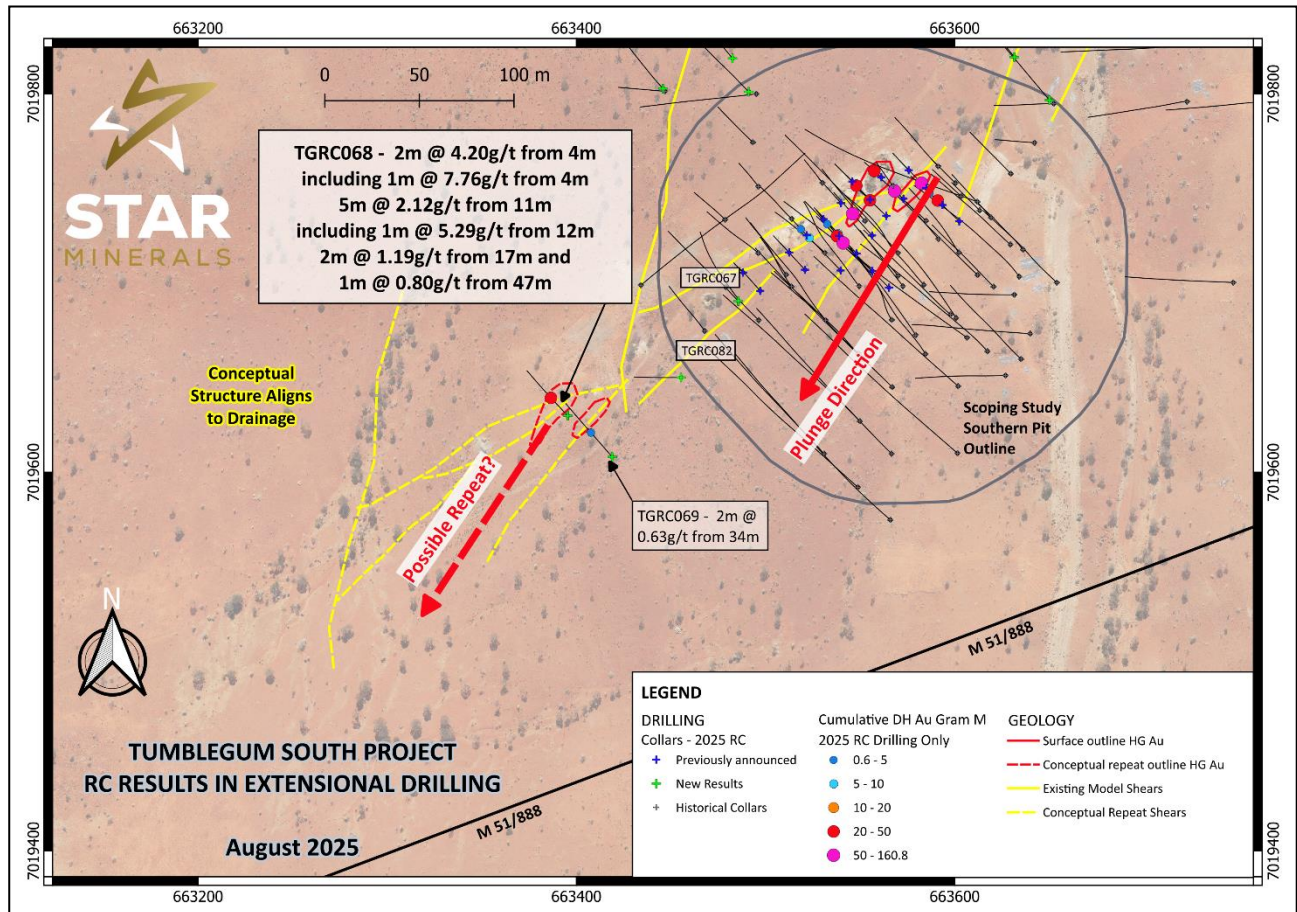 663200
663400
663600
7019800
7019600
7019400
7019800
7019600
7019400
663200
663400
663600
0 50 100 m
STAR
MINERALS
TGRC068 - 2m @ 4.20g/t from 4m
including 1m @ 7.76g/t from 4m
5m @ 2.12g/t from 11m
including 1m @ 5.29g/t from 12m
2m @ 1.19g/t from 17m and
1m @ 0.80g/t from 47m
TGRC067
TGRC082
Conceptual
Structure Aligns
to Drainage
Plunge Direction
Scoping Study
Southern Pit
Outline
Possible Repeat?
TGRC069 - 2m @
0.63g/t from 34m
N
M 51/888
M 51/888
TUMBLEGUM SOUTH PROJECT
RC RESULTS IN EXTENSIONAL DRILLING
August 2025
LEGEND
DRILLING
Collars - 2025 RC
Previously announced
New Results
Historical Collars
Cumulative DH Au Gram M
2025 RC Drilling Only
0.6 - 5
5 - 10
10 - 20
20 - 50
50 - 160.8
GEOLOGY
Surface outline HG Au
Conceptual repeat outline HG Au
Existing Model Shears
Conceptual Repeat Shears